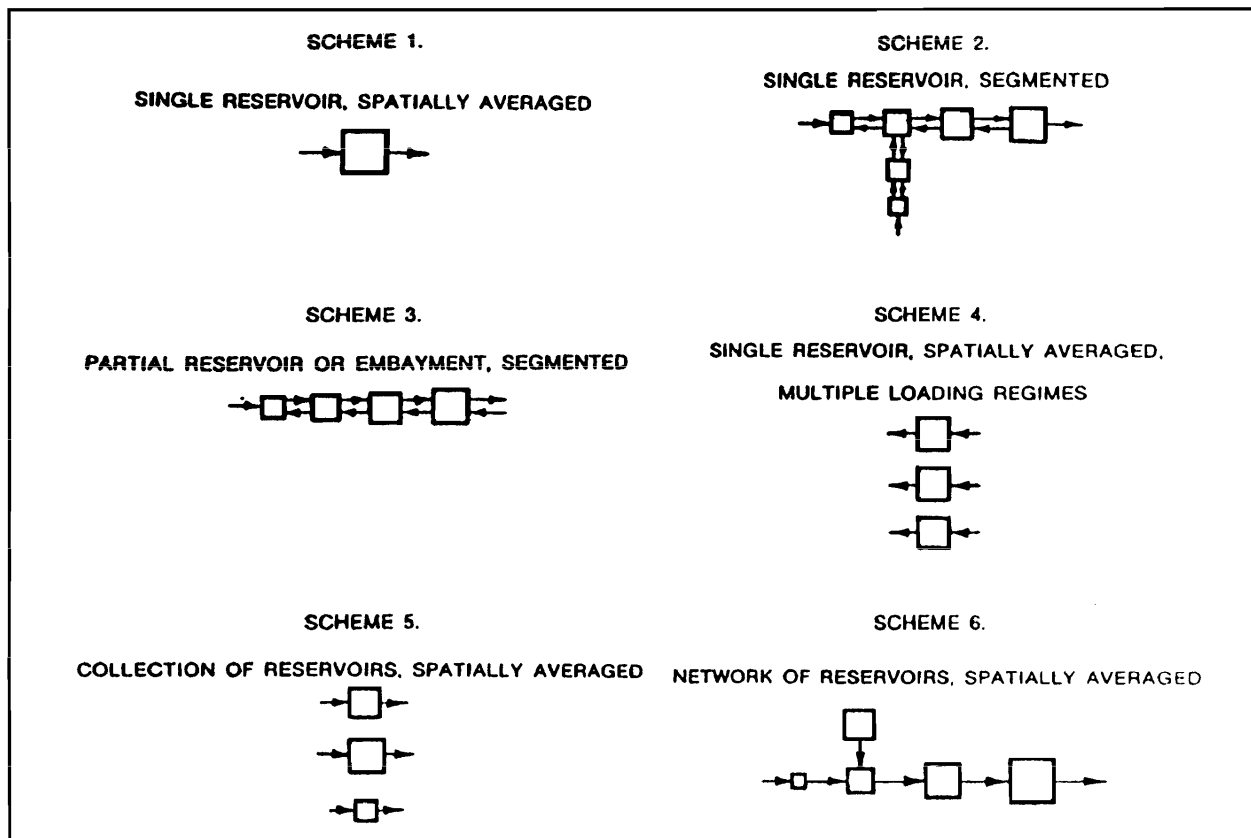 SCHEME 1.
SINGLE RESERVOIR, SPATIALLY AVERAGED
SCHEME 2.
SINGLE RESERVOIR, SEGMENTED
SCHEME 3.
PARTIAL RESERVOIR OR EMBAYMENT, SEGMENTED
SCHEME 4.
SINGLE RESERVOIR, SPATIALLY AVERAGED,
MULTIPLE LOADING REGIMES
SCHEME 5.
COLLECTION OF RESERVOIRS, SPATIALLY AVERAGED
SCHEME 6.
NETWORK OF RESERVOIRS, SPATIALLY AVERAGED